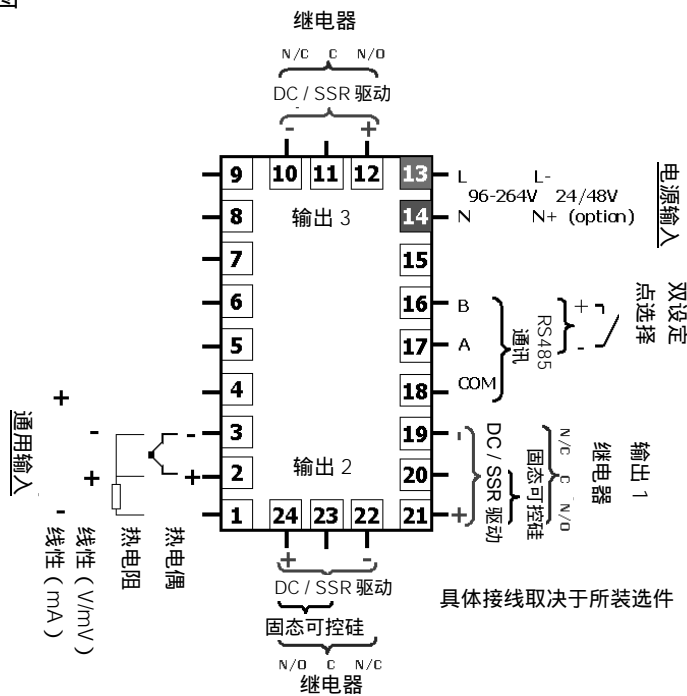 继电器
N/C C N/O
DC / SSR 驱动
- +
9 10 11 12 13 L L-
96-264V 24/48V
8 输出 3 14 N N+ (option)
电源输入
7 15
6 16 B
5 17 A
4 18 COM
通讯
RS485
+
-
双设定
点选择
3 19 -
2 输出 2 20
1 24 23 22 21 +
DC / SSR 驱动
固态可控硅
N/C C N/O
继电器
输出 1
通用输入
+
-
线性 ( mA )
-
+
线性 ( V/mV )
热电阻
-
+
热电偶
+ -
DC / SSR 驱动
固态可控硅
N/O C N/C
继电器
具体接线取决于所装选件